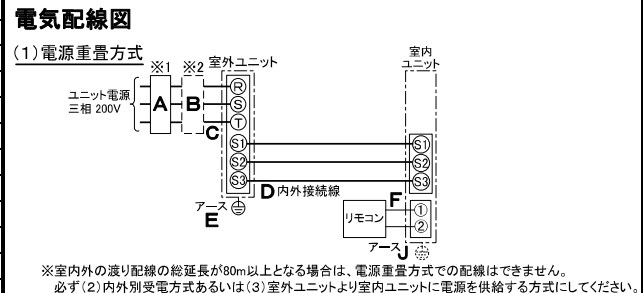 電気配線図
(1)電源重畳方式
※1 ※2 室外ユニット 室内
ユニット
ユニット電源
三相 200V
A B
R
S
T
C
S1 S1
S2 S2
S3 S3
D 内外接続線
F
アース
E
リモコン
①
②
アース J
※室内外の渡り配線の総延長が80m以上となる場合は、電源重畳方式での配線はできません。
必ず(2)内外別受電方式あるいは(3)室外ユニットより室内ユニットに電源を供給する方式にしてください。